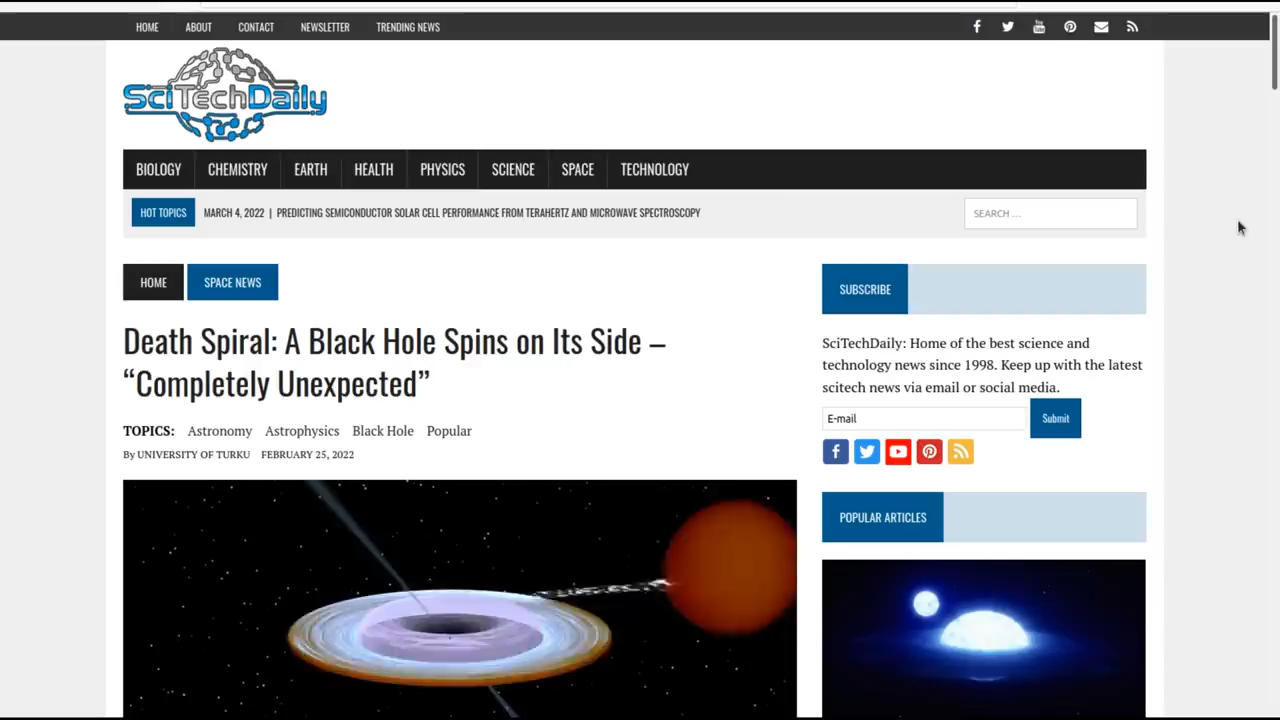 HOME ABOUT CONTACT NEWSLETTER TRENDING NEWS
SciTechDaily
BIOLOGY CHEMISTRY EARTH HEALTH PHYSICS SCIENCE SPACE TECHNOLOGY
HOT TOPICS MARCH 4, 2022 | PREDICTING SEMICONDUCTOR SOLAR CELL PERFORMANCE FROM TERAHERTZ AND MICROWAVE SPECTROSCOPY SEARCH ...
HOME SPACE NEWS
Death Spiral: A Black Hole Spins on Its Side –
“Completely Unexpected”
TOPICS: Astronomy Astrophysics Black Hole Popular
By UNIVERSITY OF TURKU FEBRUARY 25, 2022
SUBSCRIBE
SciTechDaily: Home of the best science and
technology news since 1998. Keep up with the latest
scitech news via email or social media.
E-mail Submit
POPULAR ARTICLES